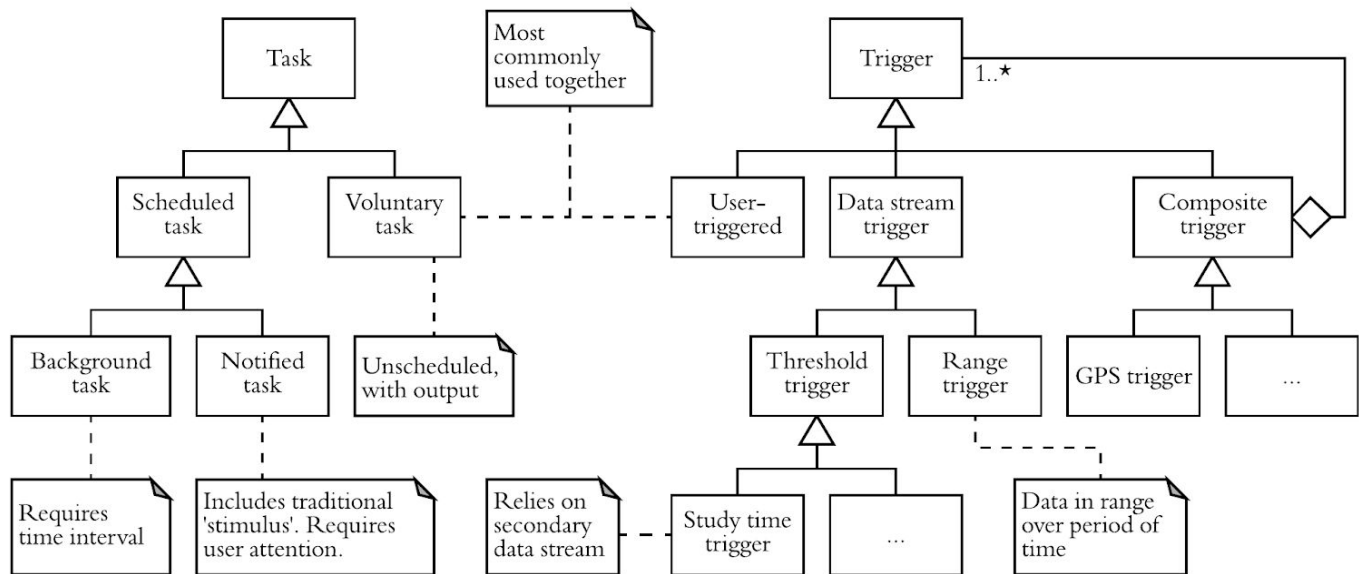 Task
Most
commonly
used together
Trigger
1..★
Scheduled
task
Voluntary
task
User-
triggered
Data stream
trigger
Composite
trigger
Background
task
Notified
task
Unscheduled,
with output
Threshold
trigger
Range
trigger
GPS trigger
...
Requires
time interval
Includes traditional
'stimulus'. Requires
user attention.
Relies on
secondary
data stream
Study time
trigger
...
Data in range
over period of
time